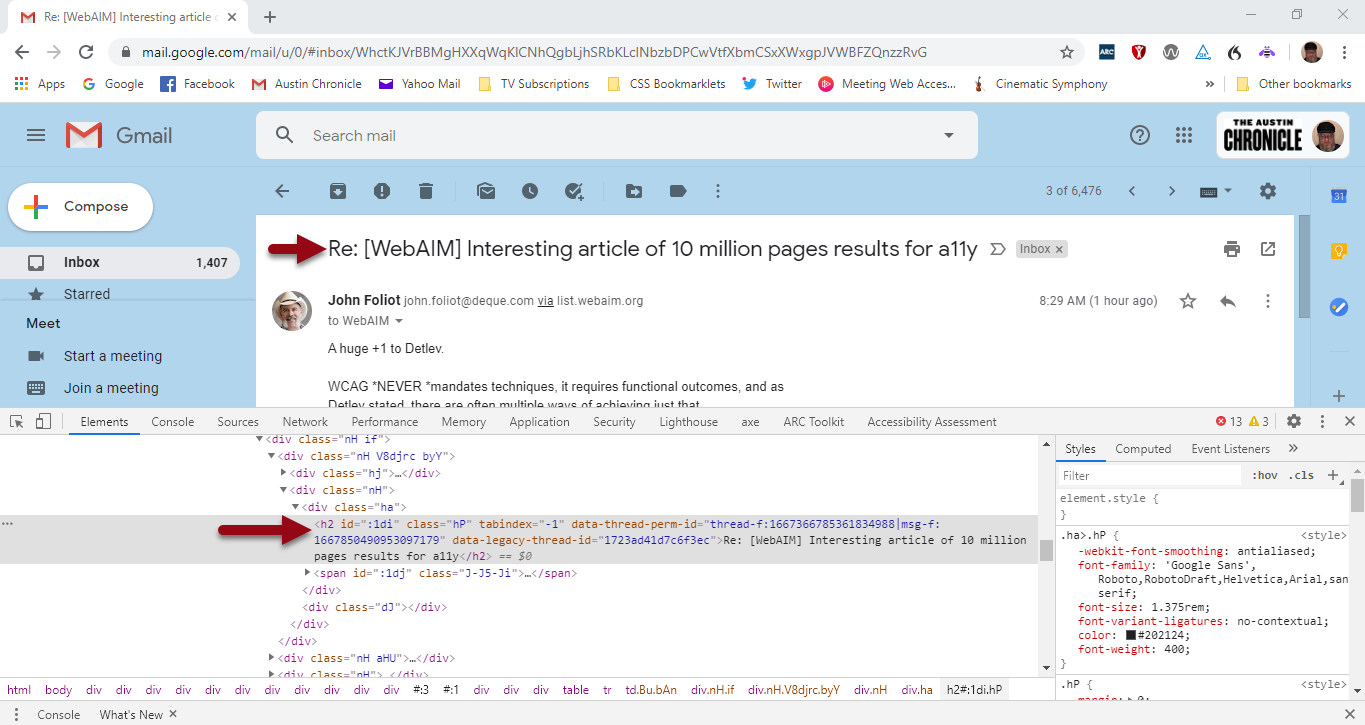 Re: [WebAIM] Interesting article o
mail.google.com/mail/u/0/#inbox/WhctKJVrBBMgHXXqWqKlCNhQgbLjhSRbKLcINbzbDPCwVtfXbmCSxXWxgpJVWBFZQnzzRvG
ARC
Apps Google Facebook Austin Chronicle Yahoo Mail TV Subscriptions CSS Bookmarklets Twitter Meeting Web Acces... Cinematic Symphony » Other bookmarks
Gmail Search mail THE AUSTIN
CHRONICLE
Compose 3 of 6,476 31
Re: [WebAIM] Interesting article of 10 million pages results for a11y Inbox ×
Inbox 1,407
Starred
John Foliot john.foliot@deque.com via list.webaim.org 8:29 AM (1 hour ago)
to WebAIM
Meet
A huge +1 to Detlev.
Start a meeting
WCAG *NEVER *mandates techniques, it requires functional outcomes, and as
Join a meeting
Detlev stated, there are often multiple ways of achieving just that
Elements Console Sources Network Performance Memory Application Security Lighthouse axe ARC Toolkit Accessibility Assessment 13 3
<div class="nH if">
<div class="nH V8djrc byY">
<div class="hj">…</div>
<div class="nH">
<div class="ha">
<h2 id=":1di" class="hP" tabindex="-1" data-thread-perm-id="thread-f:1667366785361834988|msg-f:
1667850490953097179" data-legacy-thread-id="1723ad41d7c6f3ec">Re: [WebAIM] Interesting article of 10 million
pages results for a11y</h2> == $0
<span id=":1dj" class="J-J5-Ji">…</span>
</div>
<div class="dJ"></div>
</div>
</div>
<div class="nH aHU">…</div>
<div class="nH"> </div>
Styles Computed Event Listeners »
Filter :hov .cls +
element.style {
}
.ha>.hP { <style>
-webkit-font-smoothing: antialiased;
font-family: 'Google Sans',
Roboto,RobotoDraft,Helvetica,Arial,san
serif;
font-size: 1.375rem;
font-variant-ligatures: no-contextual;
color: #202124;
font-weight: 400;
}
.hP { <style>
margin: 0;
html body div div div div div div div div div div div #:3 #:1 div div div table tr td.Bu.bAn div.nH.if div.nH.V8djrc.byY div.nH div.ha h2#:1di.hP
Console What's New ×